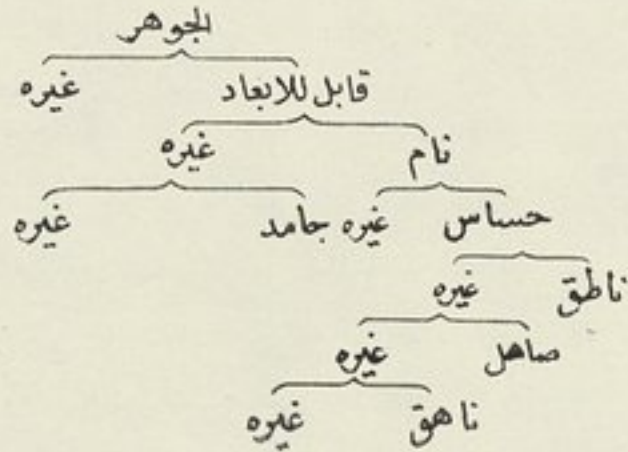 الجوهر
قابل للابعاد غيره
نام غيره
حساس غيره جامد غيره
ناطق غيره
صاهل غيره
ناهق غيره